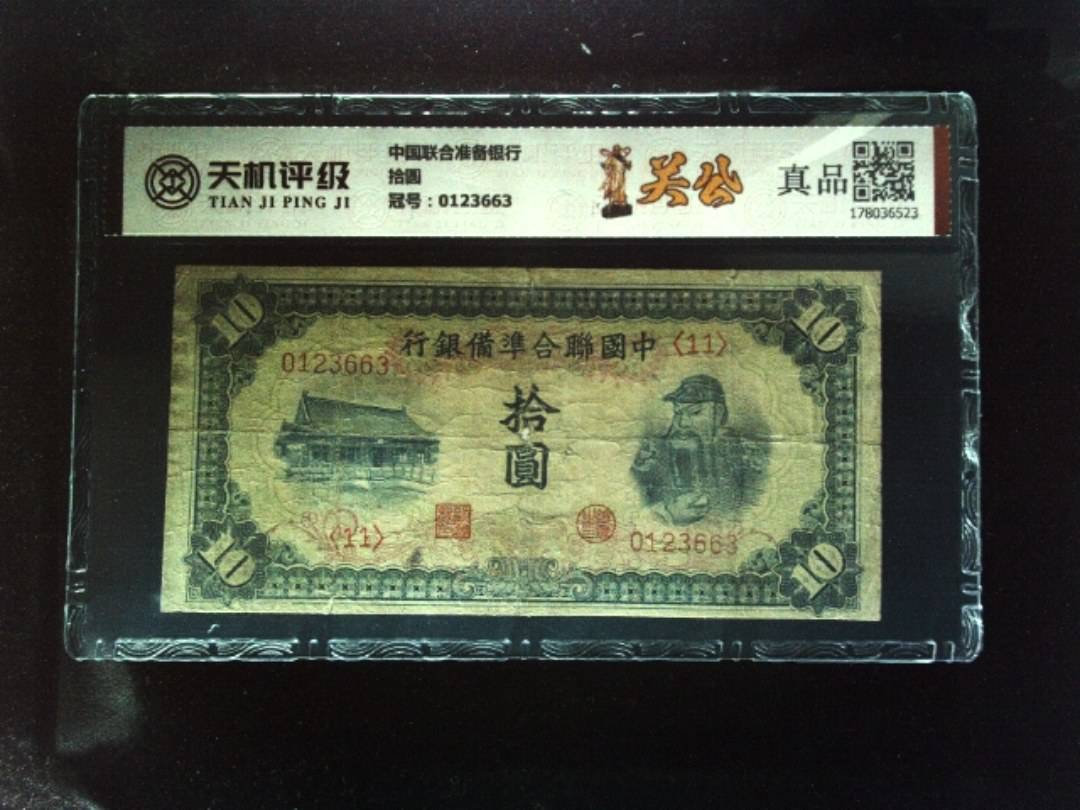 天机评级
TIAN JI PING JI
中国联合准备银行
拾圆
冠号：0123663
关公
真品
178036523
10
10
行銀備準合聯國中
〈11〉
0123663
拾
圓
〈11〉
0123663
10
10